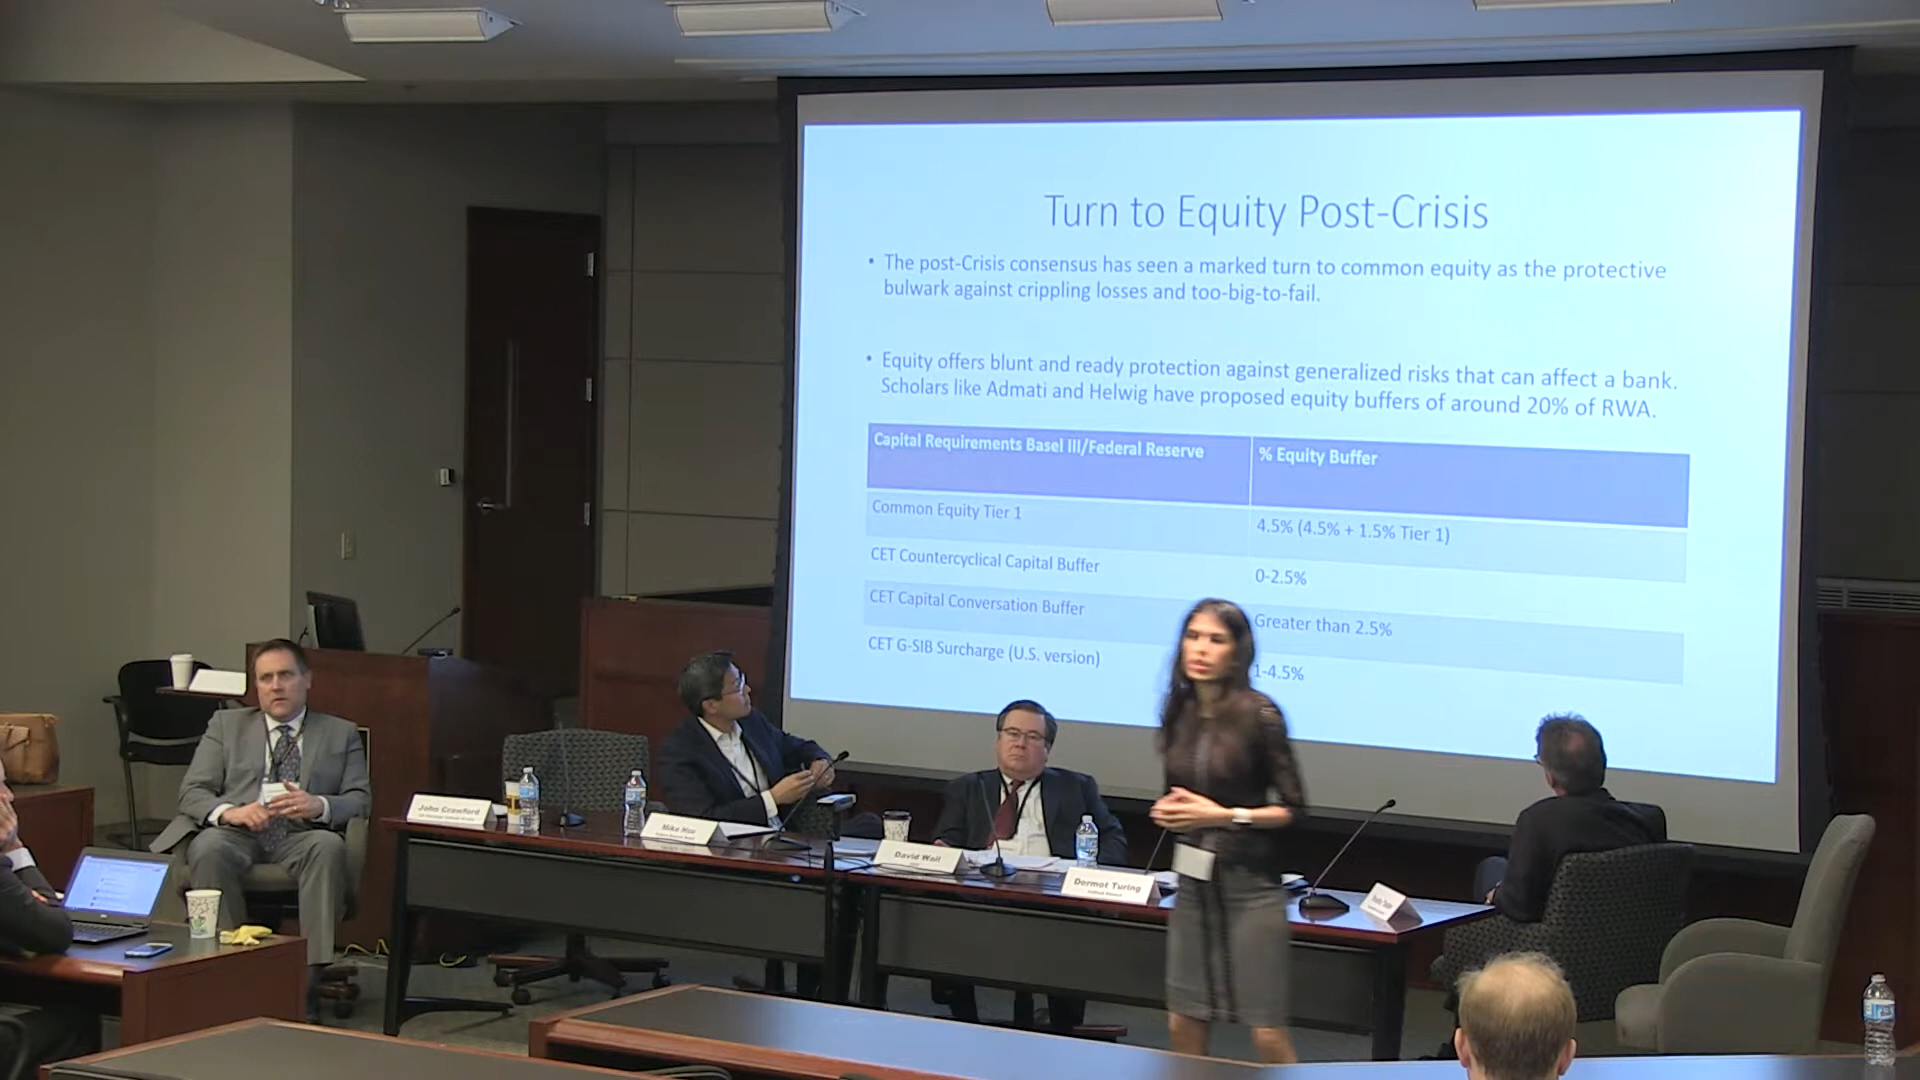 Turn to Equity Post-Crisis
• The post-Crisis consensus has seen a marked turn to common equity as the protective
bulwark against crippling losses and too-big-to-fail.
• Equity offers blunt and ready protection against generalized risks that can affect a bank.
Scholars like Admati and Helwig have proposed equity buffers of around 20% of RWA.
Capital Requirements Basel III/Federal Reserve
% Equity Buffer
Common Equity Tier 1
4.5% (4.5% + 1.5% Tier 1)
CET Countercyclical Capital Buffer
0-2.5%
CET Capital Conversation Buffer
Greater than 2.5%
CET G-SIB Surcharge (U.S. version)
1-4.5%
John Crawford
Mike Hsu
David Wall
Dermot Turing